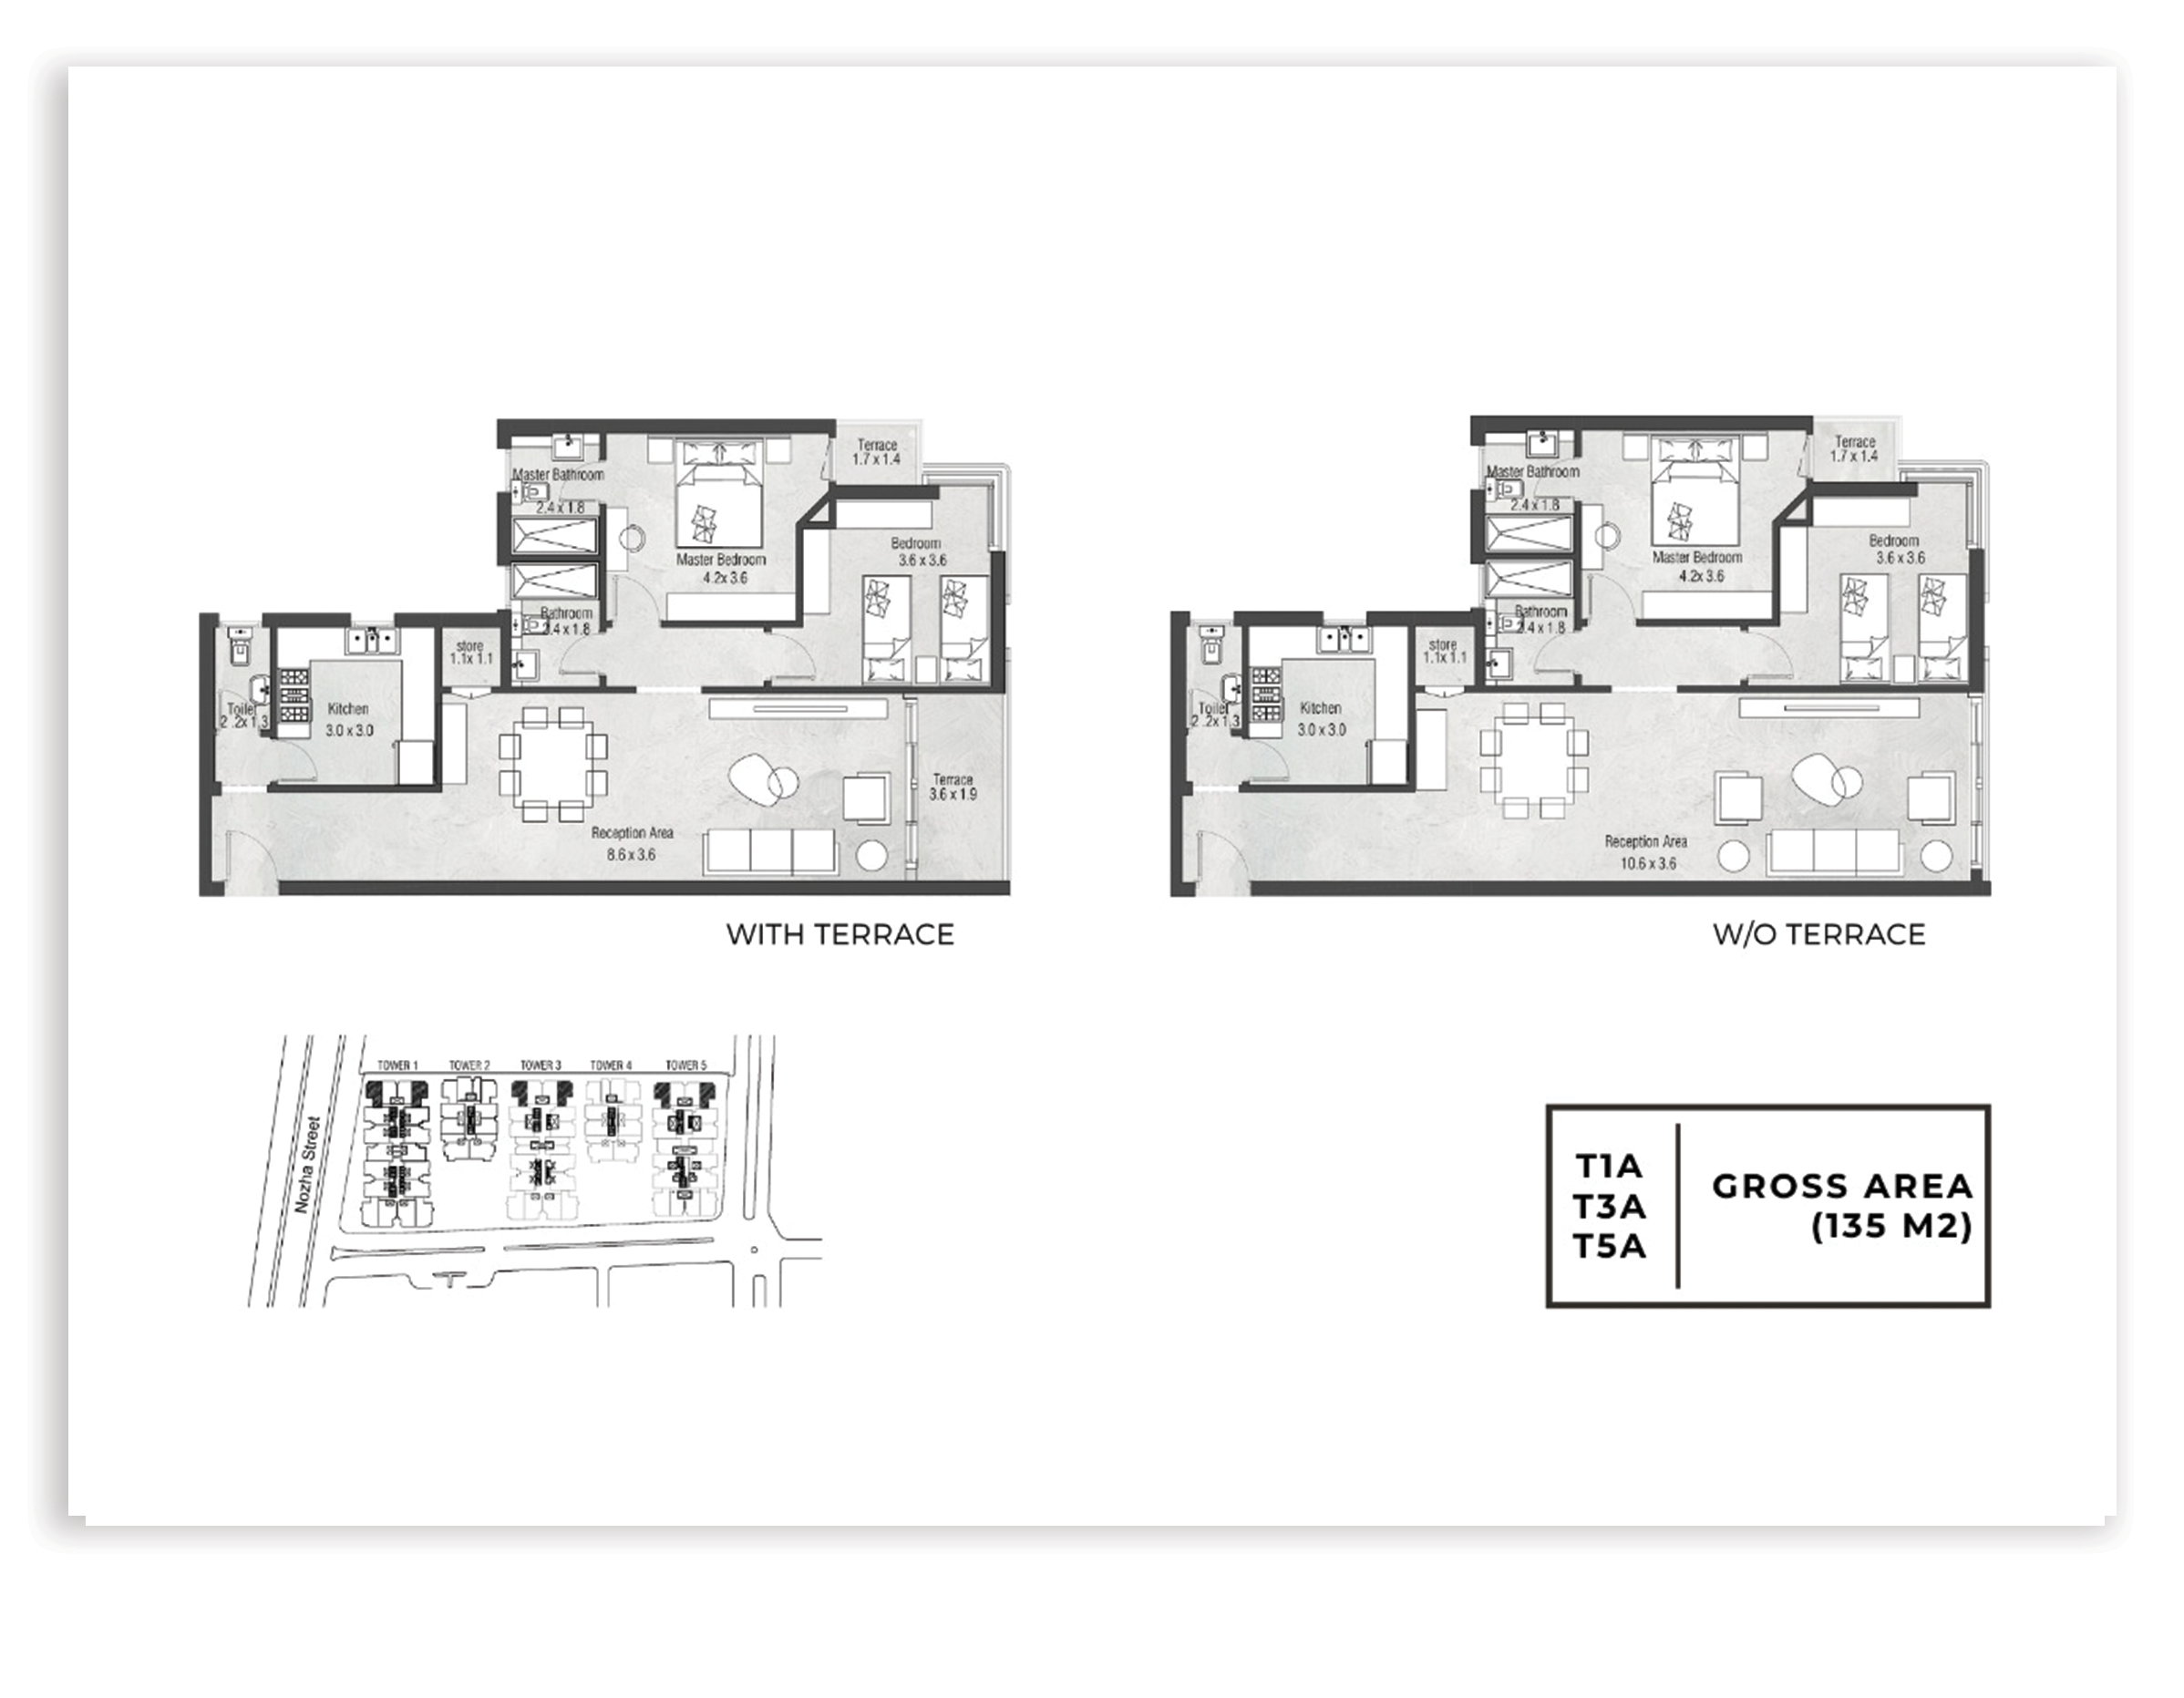 Terrace
1.7 x 1.4
Master Bathroom
2.4 x 1.8
Bedroom
3.6 x 3.6
Master Bedroom
4.2x 3.6
Bathroom
2.4 x 1.8
store
1.1x 1.1
Toilet
2 .2x 1.3
Kitchen
3.0 x 3.0
Terrace
3.6 x 1.9
Reception Area
8.6 x 3.6
WITH TERRACE
Terrace
1.7 x 1.4
Master Bathroom
2.4 x 1.8
Bedroom
3.6 x 3.6
Master Bedroom
4.2x 3.6
Bathroom
2.4 x 1.8
store
1.1x 1.1
Toilet
2 .2x 1.3
Kitchen
3.0 x 3.0
Reception Area
10.6 x 3.6
W/O TERRACE
TOWER 1
TOWER 2
TOWER 3
TOWER 4
TOWER 5
Nozha Street
T1A
T3A
T5A
GROSS AREA
(135 M2)